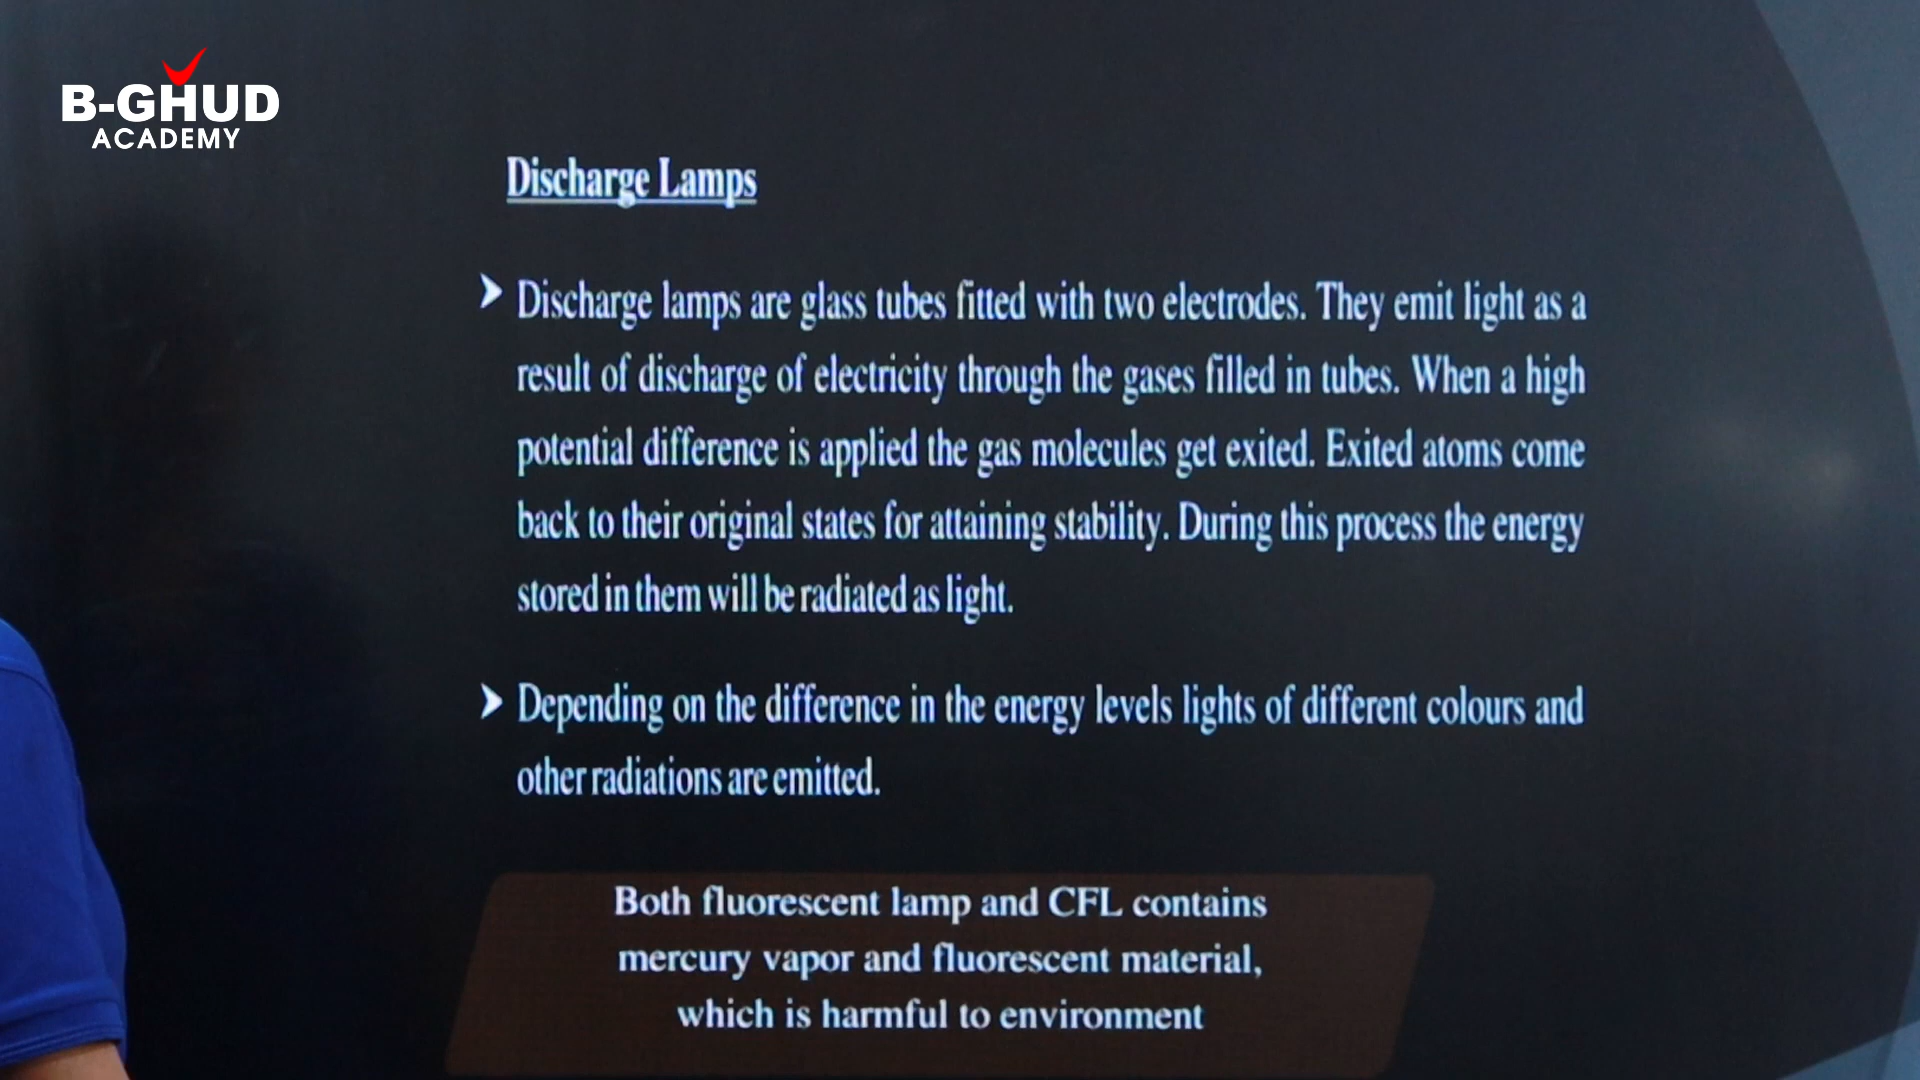 B-GHUD
ACADEMY
Discharge Lamps
Discharge lamps are glass tubes fitted with two electrodes. They emit light as a
result of discharge of electricity through the gases filled in tubes. When a high
potential difference is applied the gas molecules get exited. Exited atoms come
back to their original states for attaining stability. During this process the energy
stored in them will be radiated as light.
Depending on the difference in the energy levels lights of different colours and
other radiations are emitted.
Both fluorescent lamp and CFL contains
mercury vapor and fluorescent material,
which is harmful to environment